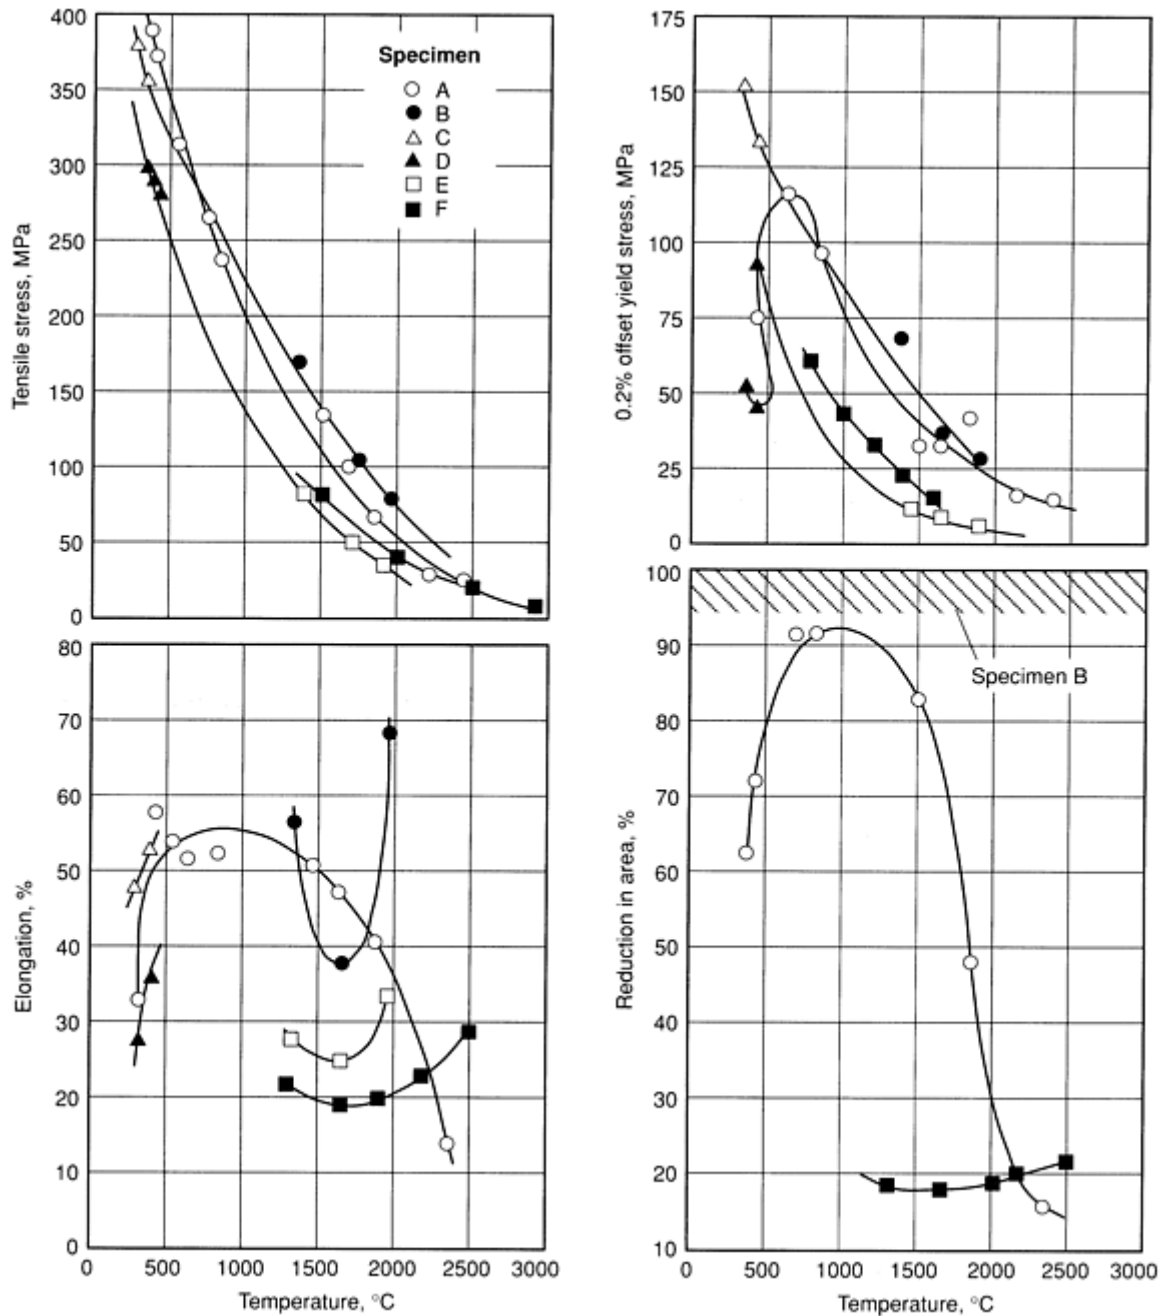 Tensile stress, MPa
400
350
300
250
200
150
100
50
0
Specimen
A
B
C
D
E
F
0.2% offset yield stress, MPa
175
150
125
100
75
50
25
0
Elongation, %
80
70
60
50
40
30
20
10
0
0 500 1000 1500 2000 2500 3000
Temperature, °C
Reduction in area, %
100
90
80
70
60
50
40
30
20
10
Specimen B
0 500 1000 1500 2000 2500 3000
Temperature, °C